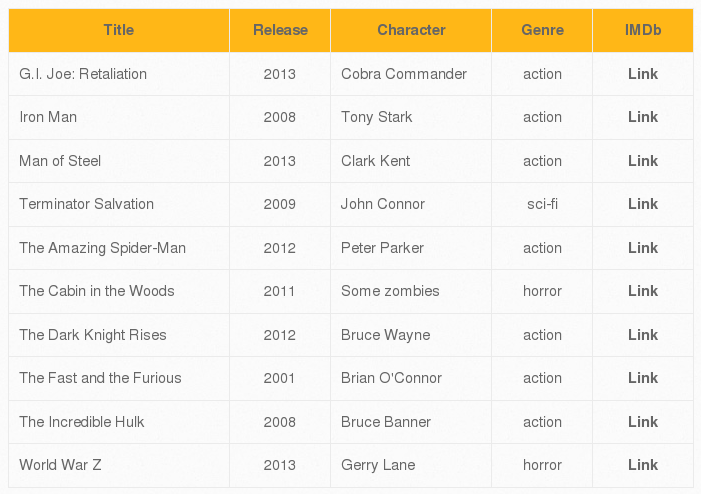 Title Release Character Genre IMDb
G.I. Joe: Retaliation 2013 Cobra Commander action Link
Iron Man 2008 Tony Stark action Link
Man of Steel 2013 Clark Kent action Link
Terminator Salvation 2009 John Connor sci-fi Link
The Amazing Spider-Man 2012 Peter Parker action Link
The Cabin in the Woods 2011 Some zombies horror Link
The Dark Knight Rises 2012 Bruce Wayne action Link
The Fast and the Furious 2001 Brian O'Connor action Link
The Incredible Hulk 2008 Bruce Banner action Link
World War Z 2013 Gerry Lane horror Link